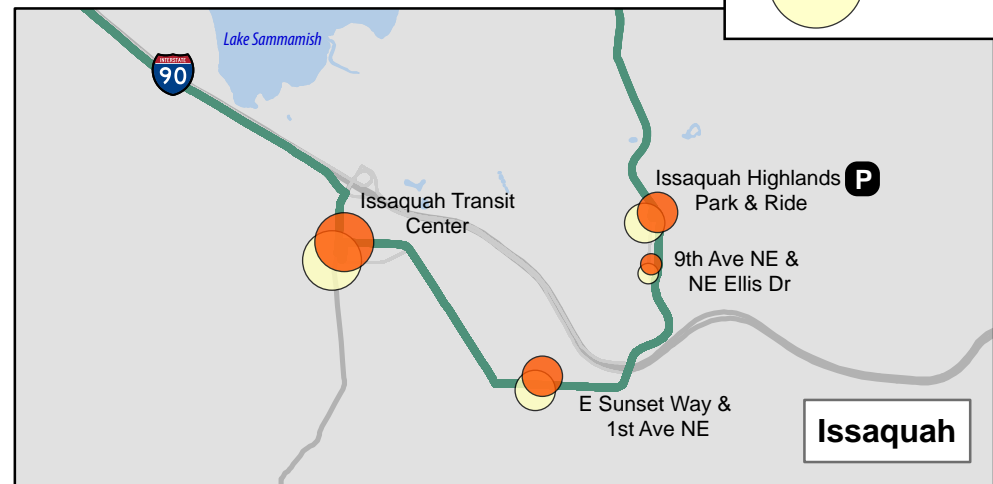 Lake Sammamish
INTERSTATE
90
Issaquah Highlands
Park & Ride
P
Issaquah Transit
Center
9th Ave NE &
NE Ellis Dr
E Sunset Way &
1st Ave NE
Issaquah